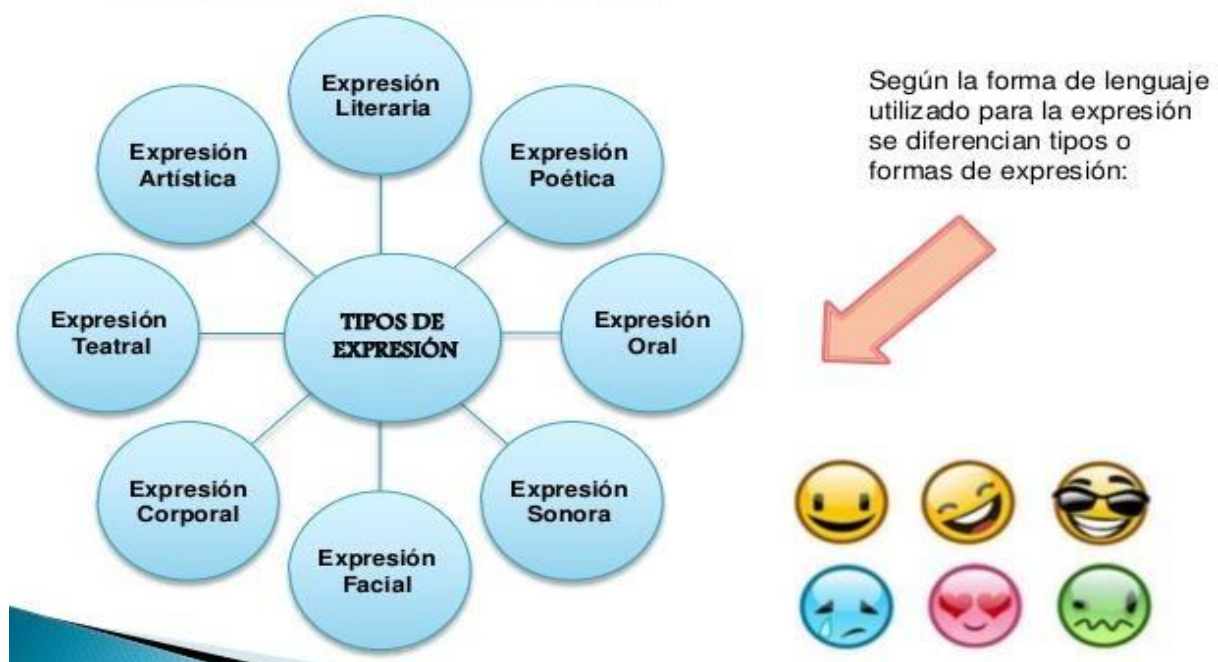 Expresión
Literaria
Expresión
Poética
Expresión
Oral
Expresión
Sonora
Expresión
Facial
Expresión
Corporal
Expresión
Teatral
Expresión
Artística
TIPOS DE
EXPRESIÓN
Según la forma de lenguaje
utilizado para la expresión
se diferencian tipos o
formas de expresión: